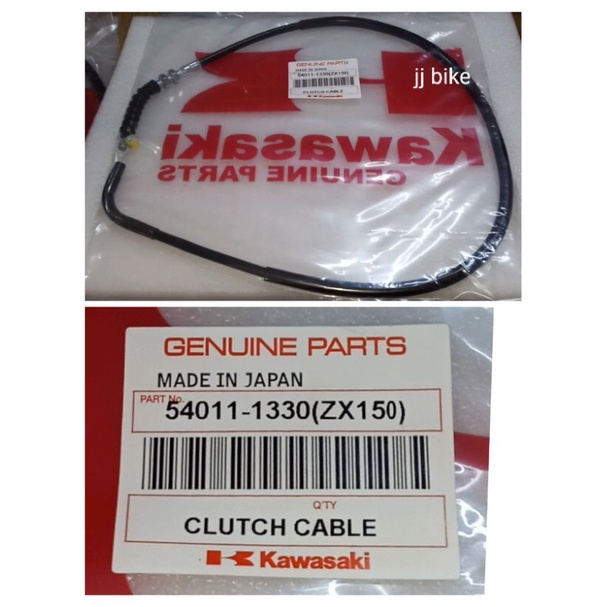 jj bike
GENUINE PARTS
MADE IN JAPAN
54011-1330(ZX150)
CLUTCH CABLE
Kawasaki
GENUINE PARTS
GENUINE PARTS
MADE IN JAPAN
PART No.
54011-1330(ZX150)
Q'TY
CLUTCH CABLE
Kawasaki